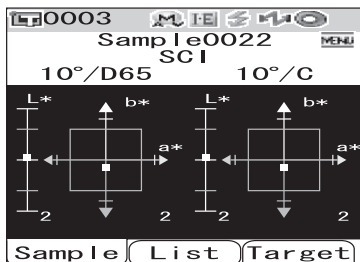 0003 M I·E
Sample0022 MENU
SCI
10°/D65 10°/C
L* b* L* b*
a* a*
2 2 2 2
Sample List Target